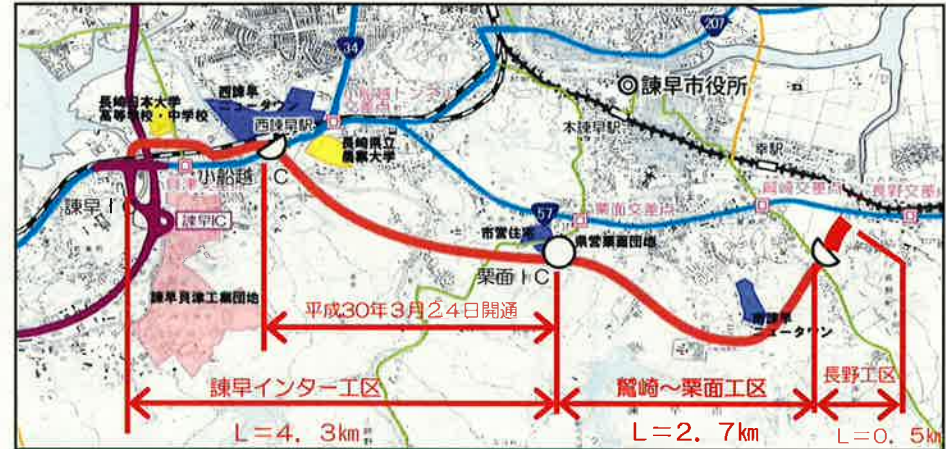 34
207
西諫早
ニュータウン
長崎日本大学
高等学校・中学校
西諫早駅
長崎県立
農業大学
諫早市役所
本諫早駅
幸駅
小船越IC
諫早IC
諫早IC
諫早貝津工業団地
57
市営住宅
栗面交差点
県営栗面団地
栗面IC
鷲崎交差点
長野交差点
南諫早
ニュータウン
平成30年3月24日開通
諫早インター工区
鷲崎～栗面工区
長野工区
L=4.3km
L=2.7km
L=0.5km